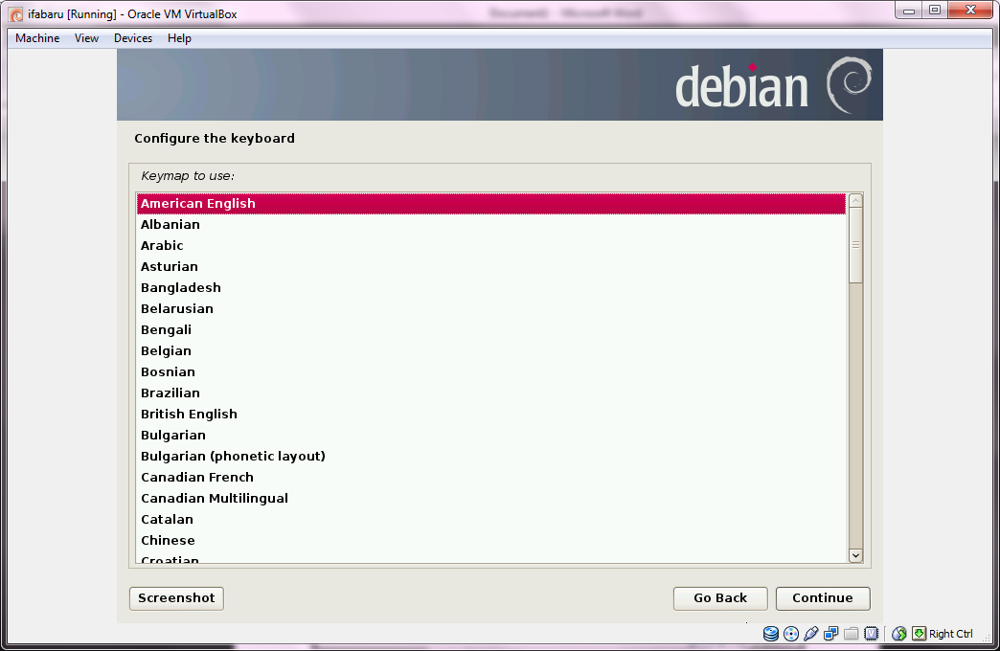 ifabaru [Running] - Oracle VM VirtualBox
Machine View Devices Help
debian
Configure the keyboard
Keymap to use:
American English
Albanian
Arabic
Asturian
Bangladesh
Belarusian
Bengali
Belgian
Bosnian
Brazilian
British English
Bulgarian
Bulgarian (phonetic layout)
Canadian French
Canadian Multilingual
Catalan
Chinese
Croatian
Screenshot Go Back Continue
Right Ctrl